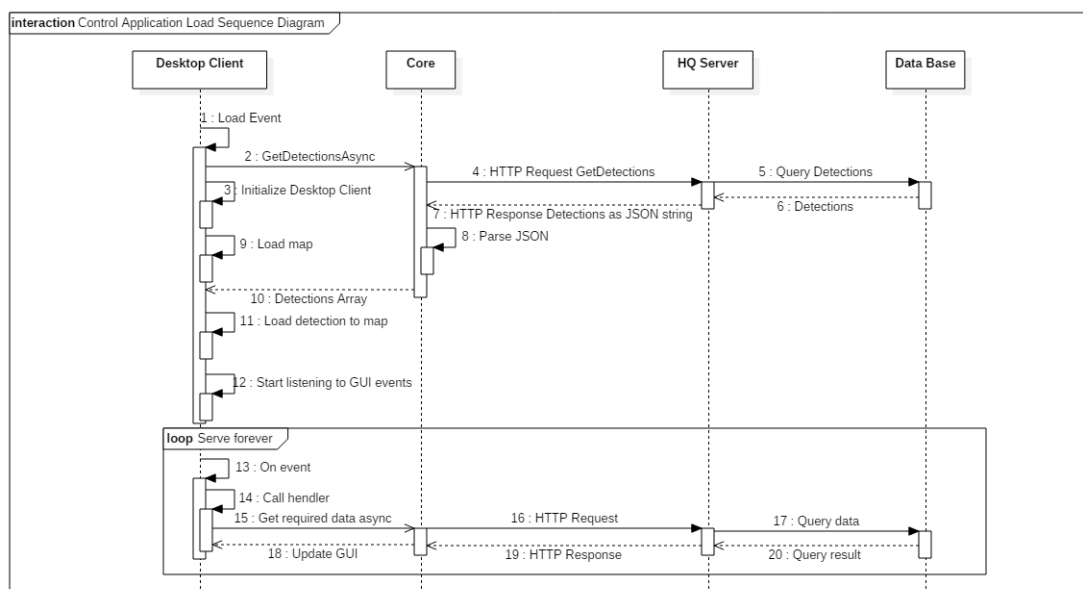 interaction Control Application Load Sequence Diagram
Desktop Client
Core
HQ Server
Data Base
1 : Load Event
2 : GetDetectionsAsync
4 : HTTP Request GetDetections
5 : Query Detections
3 : Initialize Desktop Client
6 : Detections
7 : HTTP Response Detections as JSON string
8 : Parse JSON
9 : Load map
10 : Detections Array
11 : Load detection to map
12 : Start listening to GUI events
loop Serve forever
13 : On event
14 : Call hendler
15 : Get required data async
16 : HTTP Request
17 : Query data
18 : Update GUI
19 : HTTP Response
20 : Query result